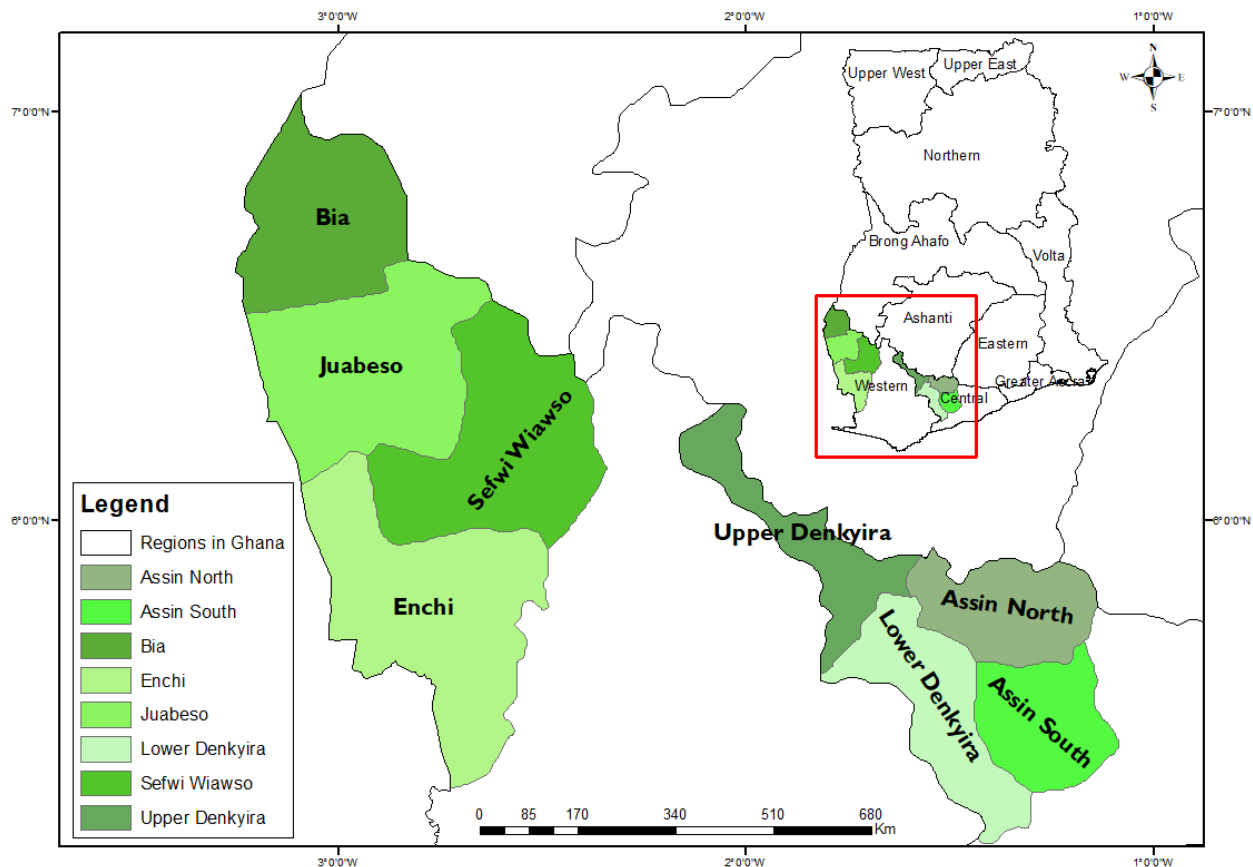 3°0'0"W
2°0'0"W
1°0'0"W
7°0'0"N
7°0'0"N
6°0'0"N
6°0'0"N
N
W
E
S
Upper West
Upper East
Northern
Brong Ahafo
Volta
Ashanti
Eastern
Western
Greater Accra
Central
Bia
Juabeso
Sefwi Wiawso
Enchi
Upper Denkyira
Assin North
Lower Denkyira
Assin South
Legend
Regions in Ghana
Assin North
Assin South
Bia
Enchi
Juabeso
Lower Denkyira
Sefwi Wiawso
Upper Denkyira
0 85 170 340 510 680
Km
3°0'0"W
2°0'0"W
1°0'0"W